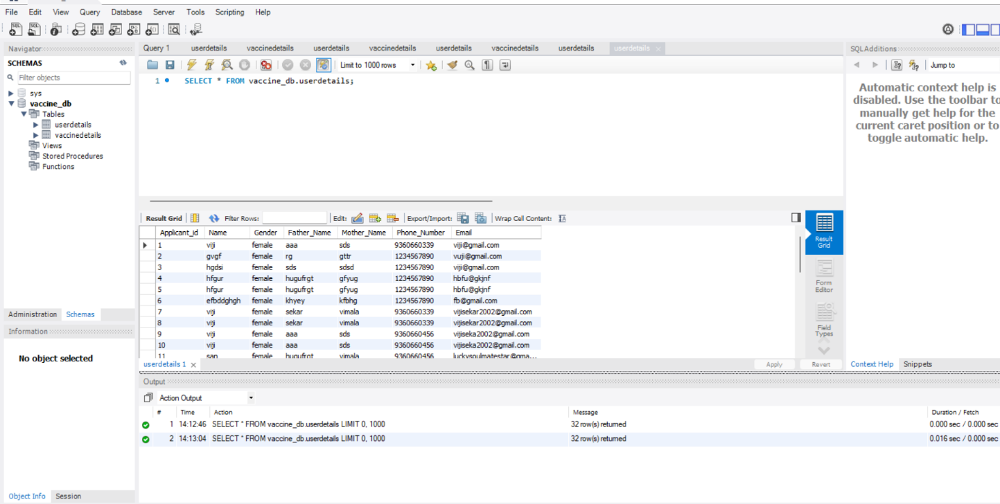 File Edit View Query Database Server Tools Scripting Help
Navigator
SCHEMAS
Filter objects
sys
vaccine_db
Tables
userdetails
vaccinedetails
Views
Stored Procedures
Functions
Administration Schemas
Information
No object selected
Object Info Session
Query 1 userdetails vaccinedetails userdetails vaccinedetails userdetails vaccinedetails userdetails userdetails
Limit to 1000 rows
1 SELECT * FROM vaccine_db.userdetails;
Result Grid Filter Rows: Edit: Export/Import: Wrap Cell Content:
Applicant_id Name Gender Father_Name Mother_Name Phone_Number Email
1 viji female aaa sds 9360660339 viji@gmail.com
2 gvgf female rg gttr 1234567890 vuji@gmail.com
3 hgdsi female sds sdsd 1234567890 viji@gmail.com
4 hfgur female hugufrgt gfyug 1234567890 hbfu@gkjnf
5 hfgur female hugufrgt gfyug 1234567890 hbfu@gkjnf
6 efbddghgh female khyey kfbhg 1234567890 fb@gmail.com
7 viji female sekar vimala 9360660339 vijisekar2002@gmail.com
8 viji female sekar vimala 9360660339 vijisekar2002@gmail.com
9 viji female aaa sds 9360660456 vijiseka2002@gmail.com
10 viji female aaa sds 9360660456 vijiseka2002@gmail.com
11 san female hugufrgt vimala 9360660456 luckysoulmatestar@gma...
Result
Grid
Form
Editor
Field
Types
userdetails 1 Apply Revert
SQLAdditions
Jump to
Automatic context help is
disabled. Use the toolbar to
manually get help for the
current caret position or to
toggle automatic help.
Context Help Snippets
Output
Action Output
# Time Action Message Duration / Fetch
1 14:12:46 SELECT * FROM vaccine_db.userdetails LIMIT 0, 1000 32 row(s) returned 0.000 sec / 0.000 sec
2 14:13:04 SELECT * FROM vaccine_db.userdetails LIMIT 0, 1000 32 row(s) returned 0.016 sec / 0.000 sec